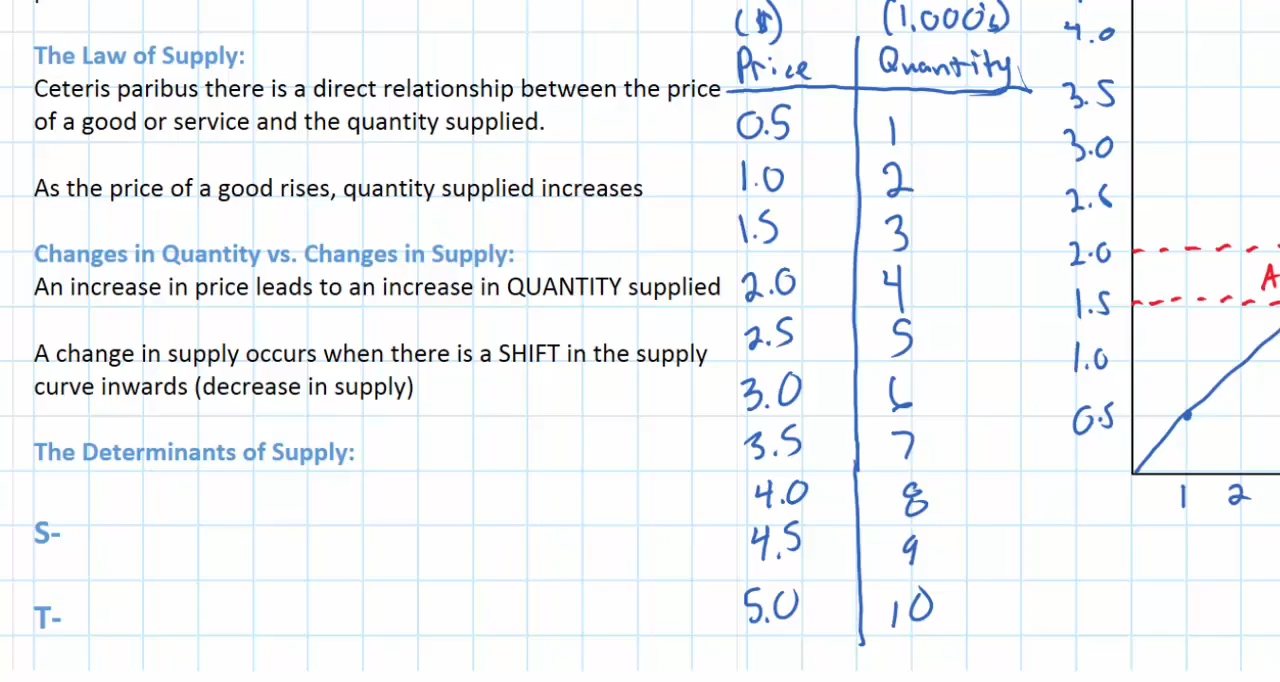 The Law of Supply:
Ceteris paribus there is a direct relationship between the price
of a good or service and the quantity supplied.
As the price of a good rises, quantity supplied increases
Changes in Quantity vs. Changes in Supply:
An increase in price leads to an increase in QUANTITY supplied
A change in supply occurs when there is a SHIFT in the supply
curve inwards (decrease in supply)
The Determinants of Supply:
S-
T-
($) (1,000's)
Price Quantity
0.5 1
1.0 2
1.5 3
2.0 4
2.5 5
3.0 6
3.5 7
4.0 8
4.5 9
5.0 10
4.0
3.5
3.0
2.0
1.5
1.0
0.5
A
1 2